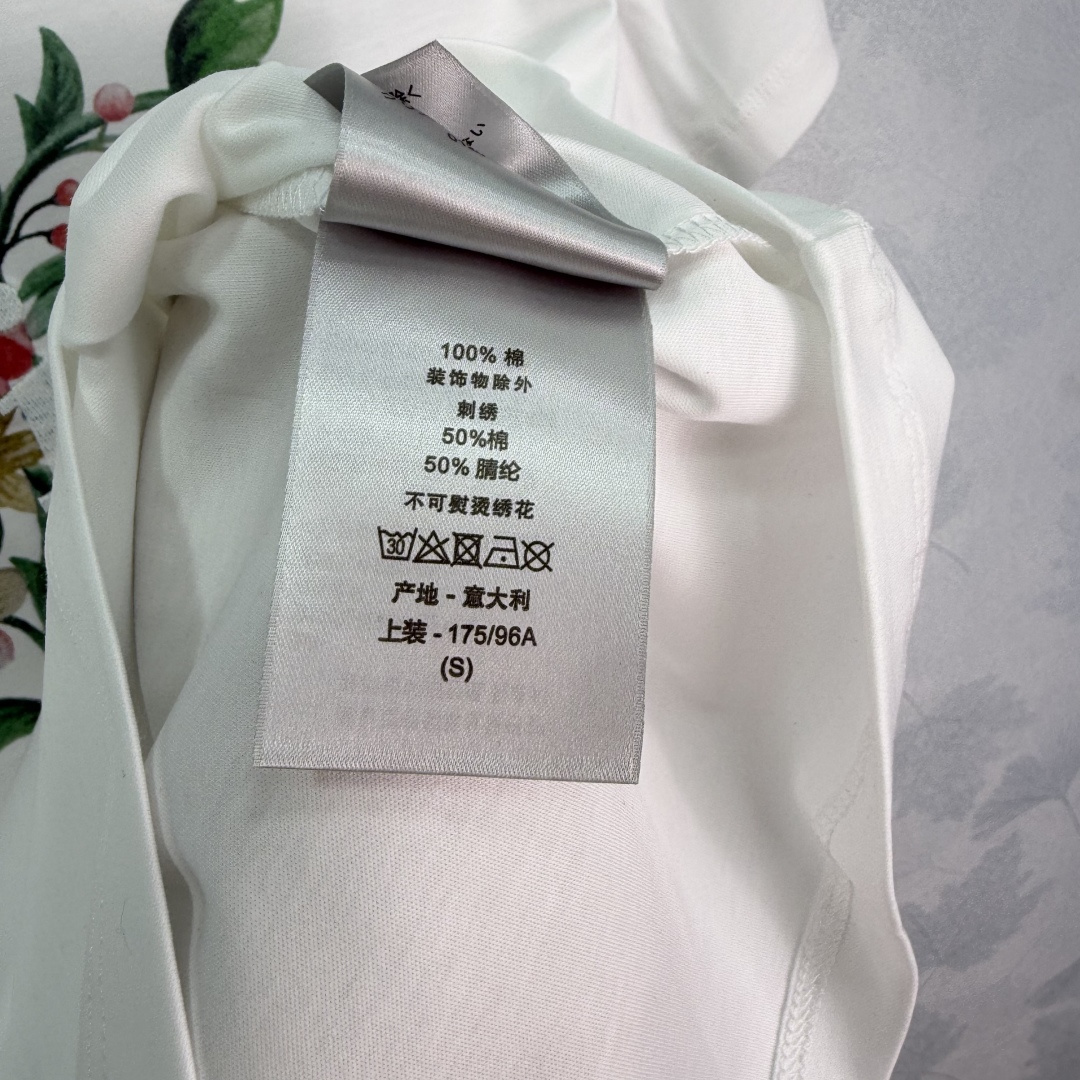 100% 棉
装饰物除外
刺绣
50%棉
50% 腈纶
不可熨烫绣花
30
产地 - 意大利
上装 - 175/96A
(S)